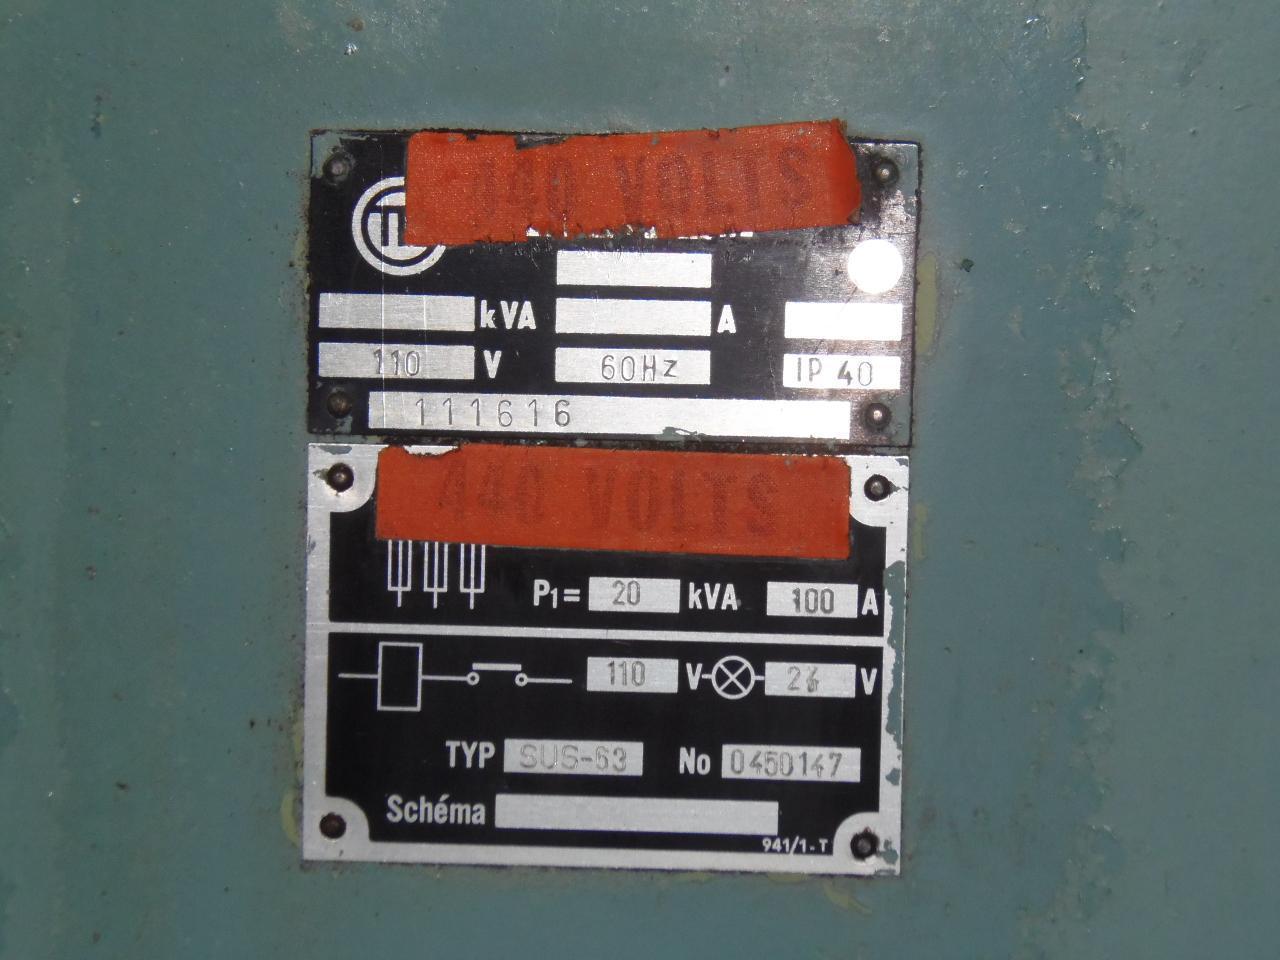 440 VOLTS
kVA A
110 V 60Hz IP 40
111616
440 VOLTS
P1= 20 kVA 100 A
110 V V
TYP SUS-63 No 0450147
Schéma
941/1-T